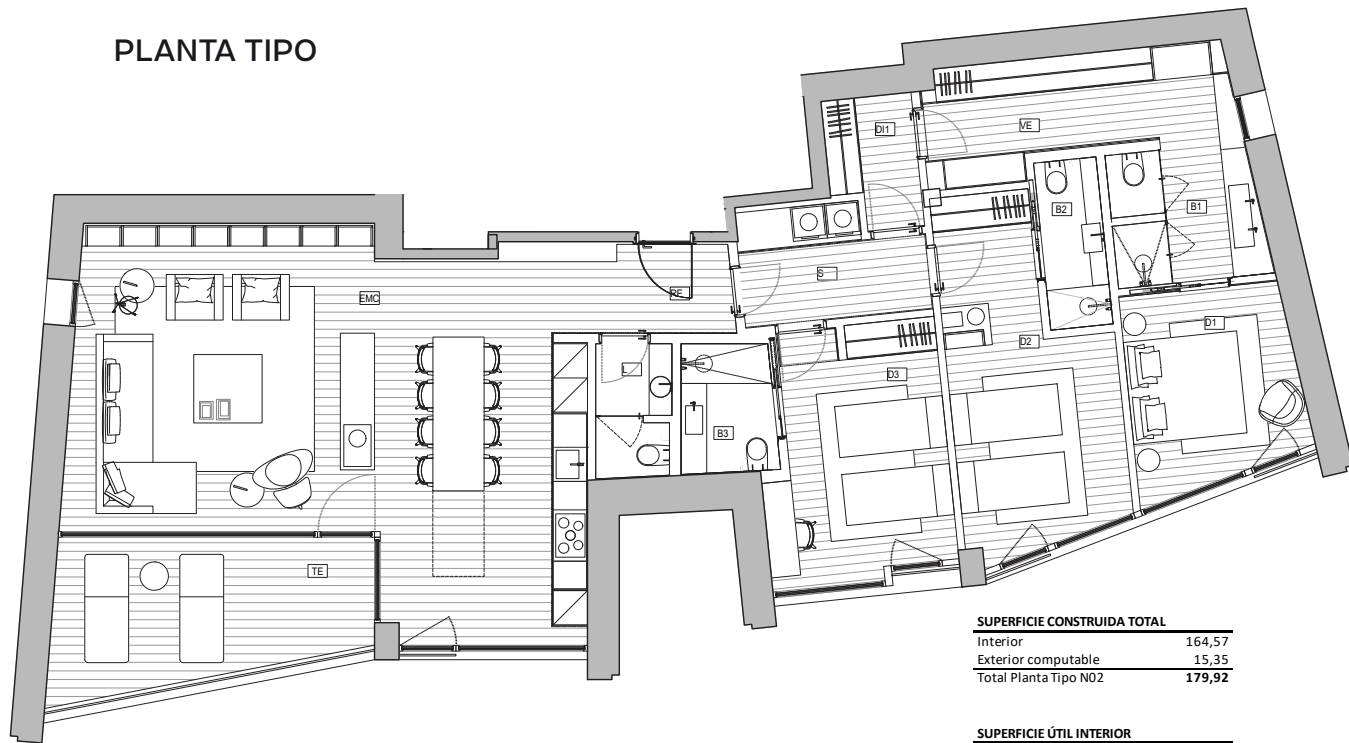 PLANTA TIPO
DI1
VE
B2
B1
S
EMC
RE
D1
D2
L
D3
B3
TE
SUPERFICIE CONSTRUIDA TOTAL
Interior 164,57
Exterior computable 15,35
Total Planta Tipo N02 179,92
SUPERFICIE ÚTIL INTERIOR